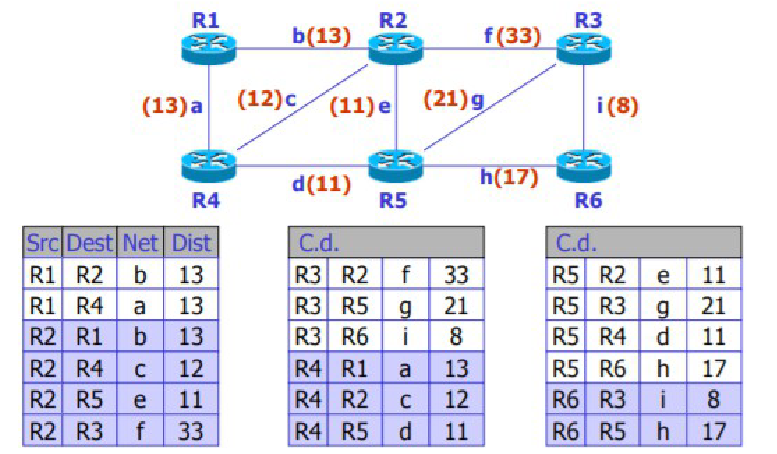 R1 R2 R3
b(13) f(33)
(13)a (12)c (11)e (21)g i(8)
d(11) h(17)
R4 R5 R6
Src Dest Net Dist
R1 R2 b 13
R1 R4 a 13
R2 R1 b 13
R2 R4 c 12
R2 R5 e 11
R2 R3 f 33
C.d.
R3 R2 f 33
R3 R5 g 21
R3 R6 i 8
R4 R1 a 13
R4 R2 c 12
R4 R5 d 11
C.d.
R5 R2 e 11
R5 R3 g 21
R5 R4 d 11
R5 R6 h 17
R6 R3 i 8
R6 R5 h 17